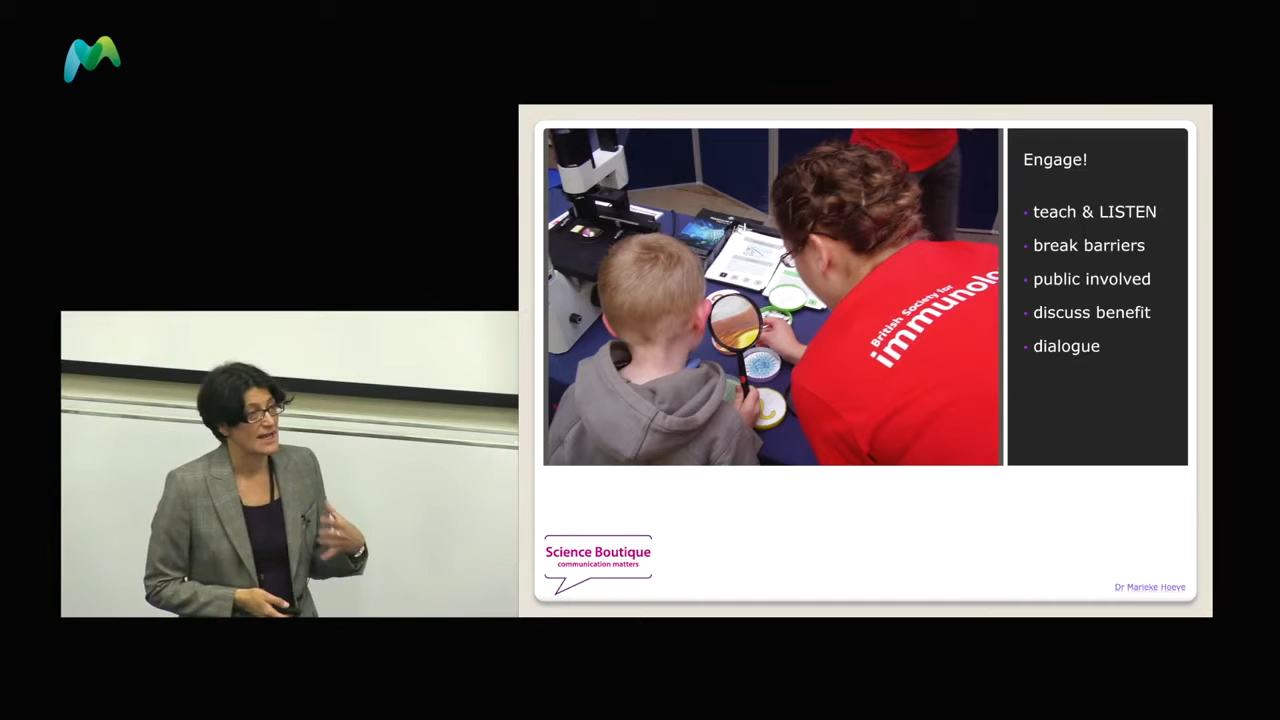 Engage!
teach & LISTEN
break barriers
public involved
discuss benefit
dialogue
British Society for
immunolo
Science Boutique
communication matters
Dr Marieke Hoeve